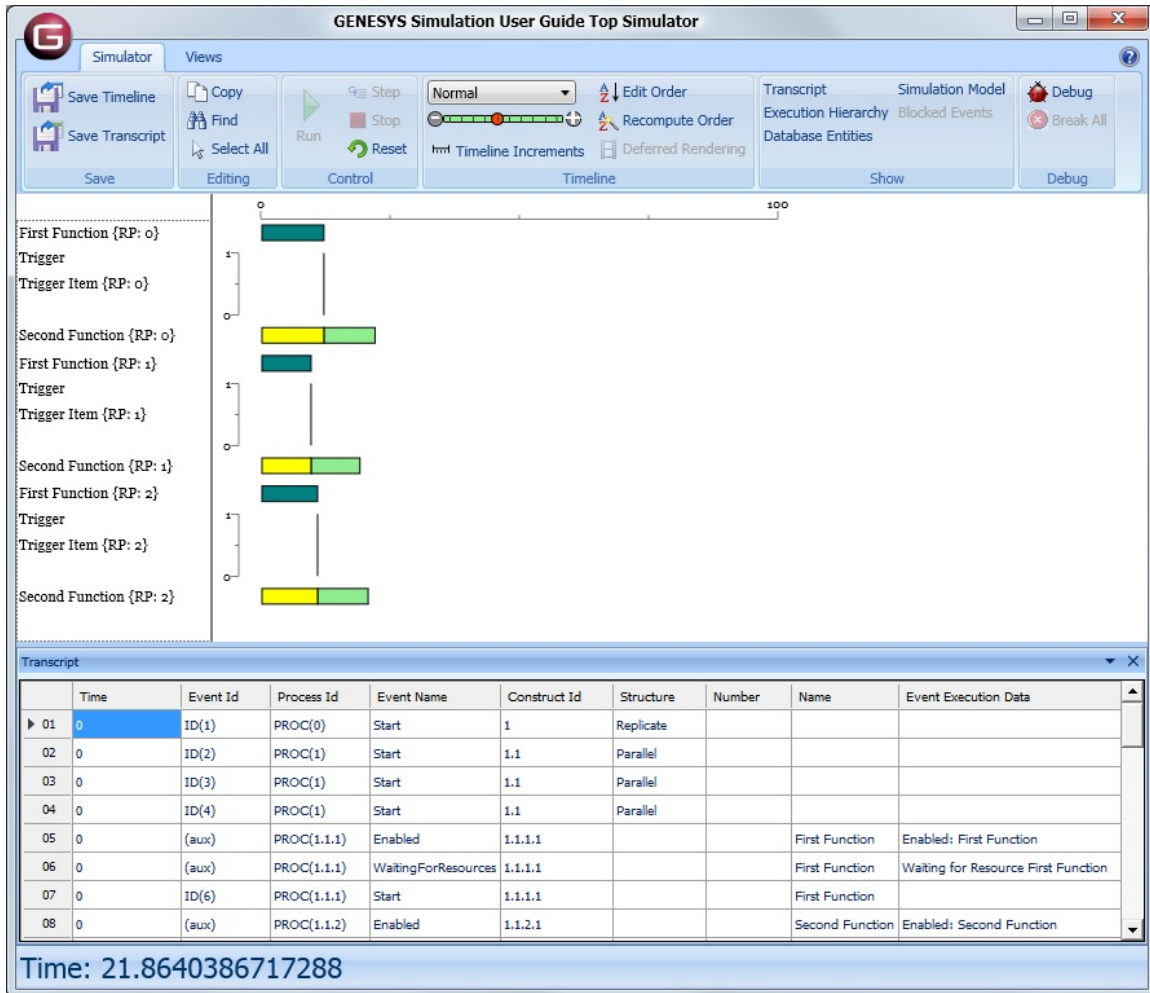 GENESYS Simulation User Guide Top Simulator
G
Simulator Views
Save Timeline
Save Transcript
Save
Copy
Find
Select All
Editing
Run
Step
Stop
Reset
Control
Normal
Timeline Increments
Edit Order
Recompute Order
Deferred Rendering
Timeline
Transcript Simulation Model
Execution Hierarchy Blocked Events
Database Entities
Show
Debug
Break All
Debug
0 100
First Function {RP: 0}
Trigger 1
Trigger Item {RP: 0}
0
Second Function {RP: 0}
First Function {RP: 1}
Trigger 1
Trigger Item {RP: 1}
0
Second Function {RP: 1}
First Function {RP: 2}
Trigger 1
Trigger Item {RP: 2}
0
Second Function {RP: 2}
Transcript
Time Event Id Process Id Event Name Construct Id Structure Number Name Event Execution Data
01 0 ID(1) PROC(0) Start 1 Replicate
02 0 ID(2) PROC(1) Start 1.1 Parallel
03 0 ID(3) PROC(1) Start 1.1 Parallel
04 0 ID(4) PROC(1) Start 1.1 Parallel
05 0 (aux) PROC(1.1.1) Enabled 1.1.1.1 First Function Enabled: First Function
06 0 (aux) PROC(1.1.1) WaitingForResources 1.1.1.1 First Function Waiting for Resource First Function
07 0 ID(6) PROC(1.1.1) Start 1.1.1.1 First Function
08 0 (aux) PROC(1.1.2) Enabled 1.1.2.1 Second Function Enabled: Second Function
Time: 21.8640386717288